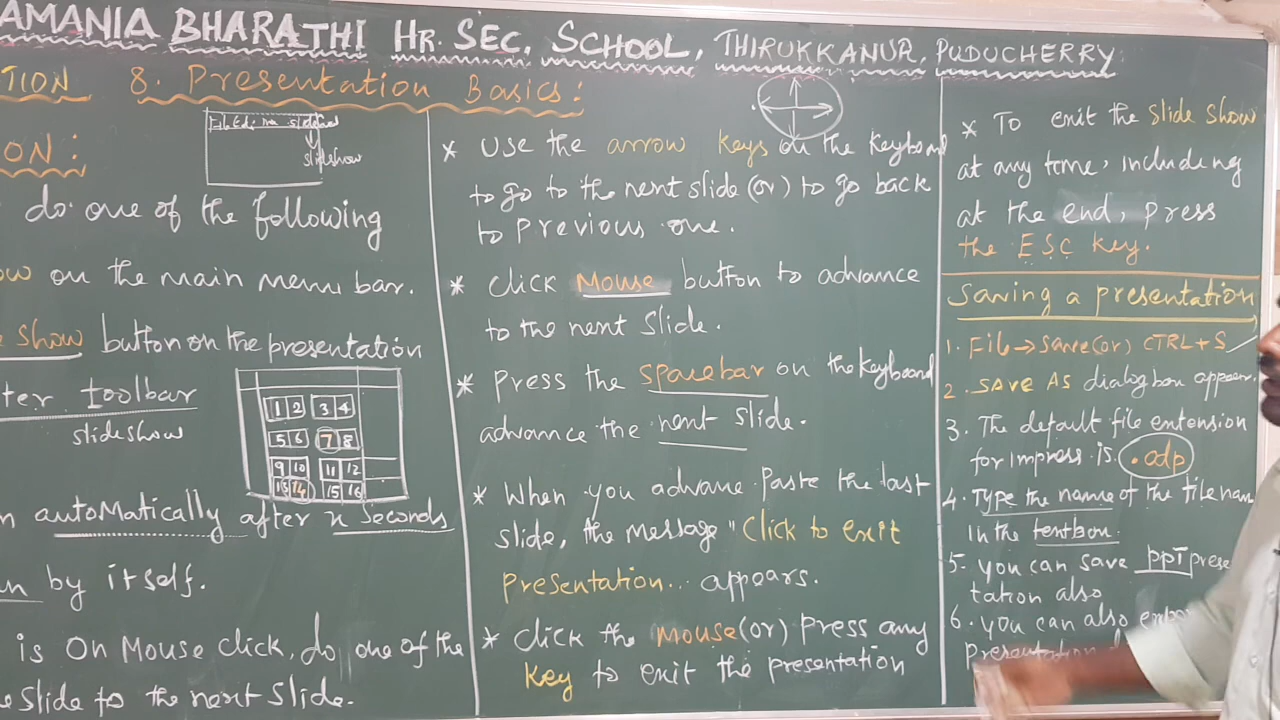 AMANIA BHARATHI HR. SEC. SCHOOL, THIRUKKANUR, PUDUCHERRY.
TION 8. Presentation Basics:
ON:
slideshow
do one of the following
ow on the main menu bar.
e show button on the presentation
ter toolbar
slideshow
1 2 3 4
5 6 7 8
9 10 11 12
13 14 15 16
n automatically after n seconds
n by itself.
is On Mouse click, do one of the
e slide to the next slide.
* Use the arrow keys on the keyboard
to go to the next slide (or) to go back
to previous one.
* Click Mouse button to advance
to the next slide.
* Press the spacebar on the keyboard
advance the next slide.
* When you advane Paste the last
slide, the message "Click to exit
Presentation... appears.
* Click the Mouse (or) press any
key to exit the presentation
* To exit the slide show
at any time, including
at the end, press
the ESC key.
Saving a presentation
1. File → save (or) CTRL + S
2. SAVE AS dialog box appear.
3. The default file extension
for impress is .odp
4. Type the name of the file nam
in the textbox.
5. you can save ppt prese
tation also
6. you can also
Presentation